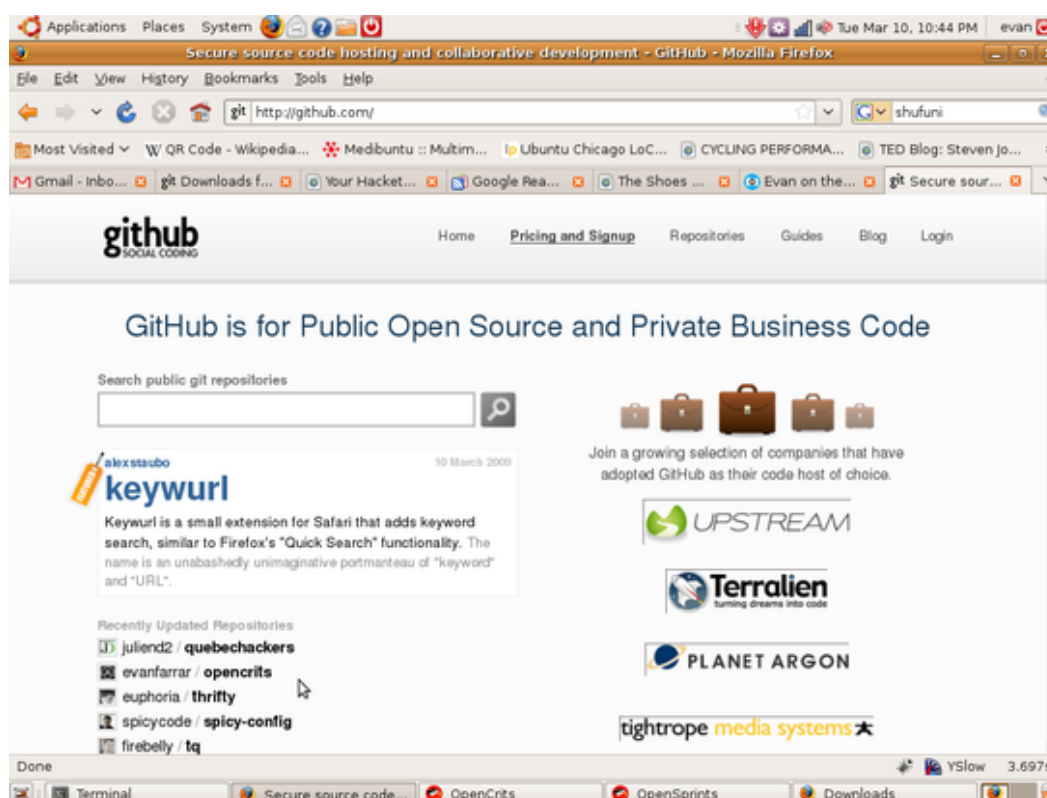 Applications Places System Tue Mar 10, 10:44 PM evan
Secure source code hosting and collaborative development - GitHub - Mozilla Firefox
File Edit View History Bookmarks Tools Help
git http://github.com/ shufuni
Most Visited QR Code - Wikipedia... Medibuntu :: Multim... Ubuntu Chicago LoC... CYCLING PERFORMA... TED Blog: Steven Jo...
Gmail - Inbo... git Downloads f... Your Hacket... Google Rea... The Shoes ... Evan on the... git Secure sour...
github
SOCIAL CODING
Home Pricing and Signup Repositories Guides Blog Login
GitHub is for Public Open Source and Private Business Code
Search public git repositories
alexstaubo 10 March 2009
keywurl
Keywurl is a small extension for Safari that adds keyword
search, similar to Firefox's "Quick Search" functionality. The
name is an unabashedly unimaginative portmanteau of "keyword"
and "URL".
Recently Updated Repositories
juliend2 / quebechackers
evanfarrar / opencrits
euphoria / thrifty
spicycode / spicy-config
firebelly / tq
Join a growing selection of companies that have
adopted GitHub as their code host of choice.
UPSTREAM
Terralien
turning dreams into code
PLANET ARGON
tightrope media systems
Done YSlow 3.697s
Terminal Secure source code... OpenCrits OpenSprints Downloads